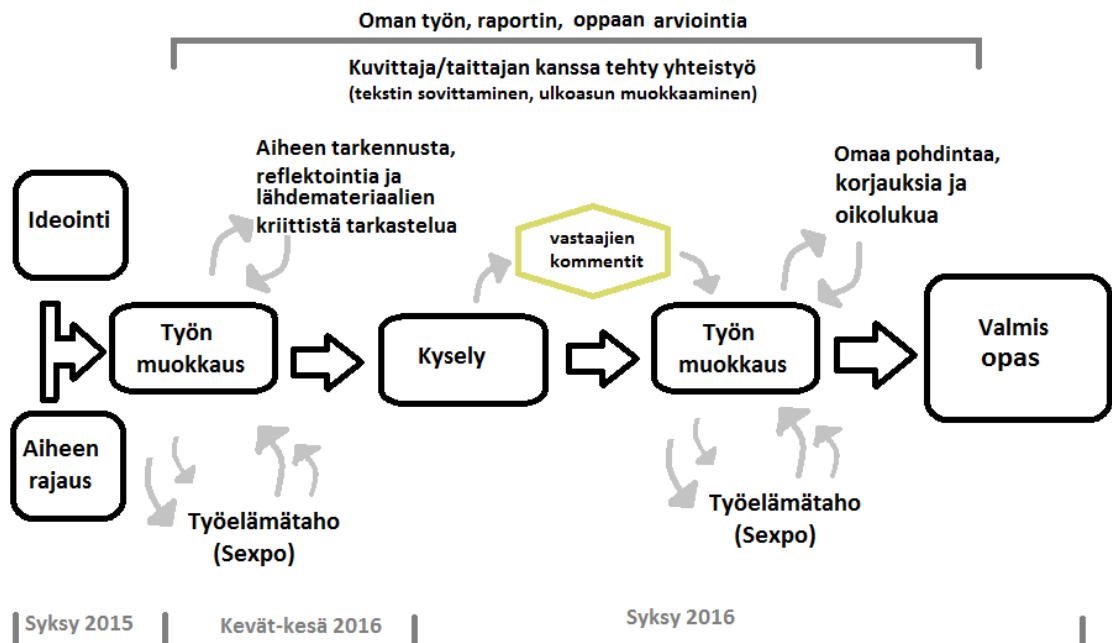 Oman työn, raportin, oppaan arviointia
Kuvittaja/taittajan kanssa tehty yhteistyö
(tekstin sovittaminen, ulkoasun muokkaaminen)
Aiheen tarkennusta,
reflektointia ja
lähdemateriaalien
kriittistä tarkastelua
Omaa pohdintaa,
korjauksia ja
oikolukua
Ideointi
vastaajien
kommentit
Työn
muokkaus
Kysely
Työn
muokkaus
Valmis
opas
Aiheen
rajaus
Työelämätaho
(Sexpo)
Työelämätaho
(Sexpo)
Syksy 2015
Kevät-kesä 2016
Syksy 2016